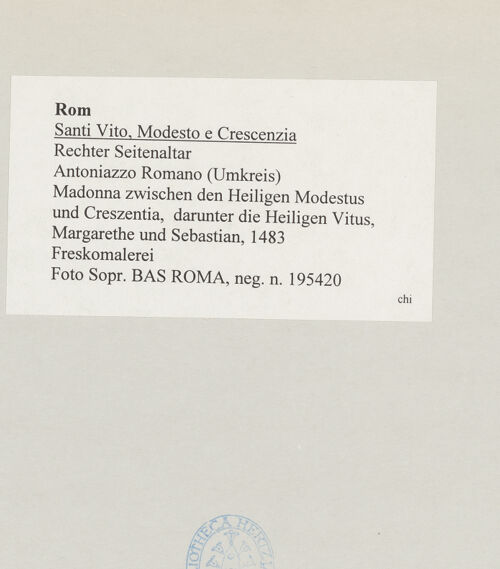 Rom
Santi Vito, Modesto e Crescenzia
Rechter Seitenaltar
Antoniazzo Romano (Umkreis)
Madonna zwischen den Heiligen Modestus
und Creszentia, darunter die Heiligen Vitus,
Margarethe und Sebastian, 1483
Freskomalerei
Foto Sopr. BAS ROMA, neg. n. 195420
chi